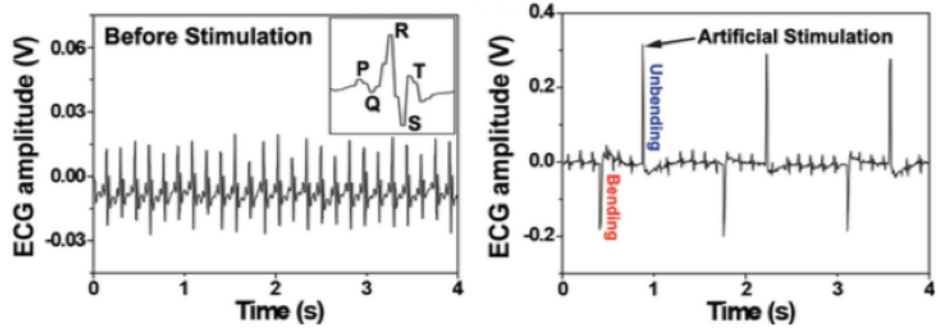 Before Stimulation
R
P
T
Q
S
ECG amplitude (V)
0.06
0.03
0.00
-0.03
0
1
2
3
4
Time (s)
Artificial Stimulation
Unbending
Bending
ECG amplitude (V)
0.4
0.2
0.0
-0.2
0
1
2
3
4
Time (s)